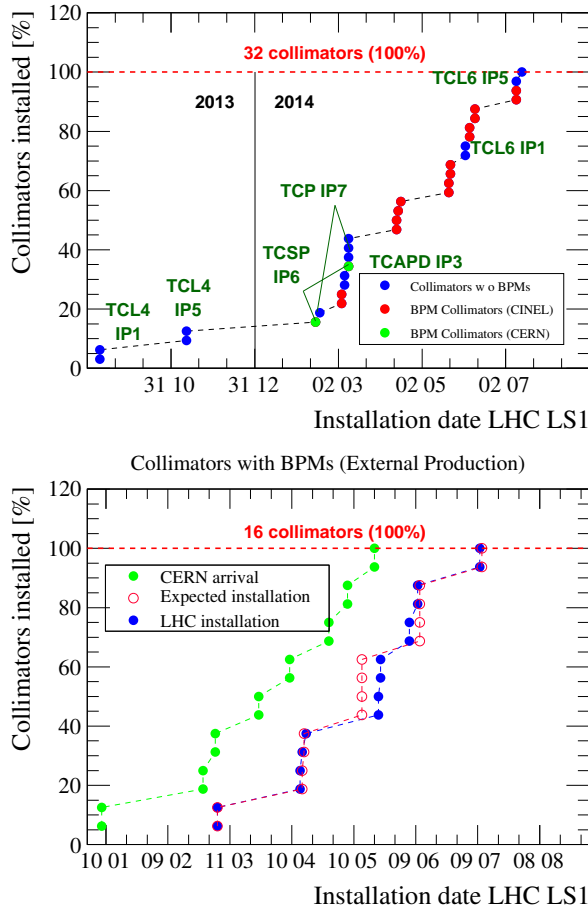 120
32 collimators (100%)
100
TCL6 IP5
2013
2014
80
TCL6 IP1
60
TCP IP7
40
TCSP
IP6
TCAPD IP3
Collimators w o BPMs
BPM Collimators (CINEL)
BPM Collimators (CERN)
TCL4
IP5
TCL4
IP1
20
0
Collimators installed [%]
31 10
31 12
02 03
02 05
02 07
Installation date LHC LS1
Collimators with BPMs (External Production)
120
16 collimators (100%)
100
CERN arrival
Expected installation
LHC installation
80
60
40
20
0
Collimators installed [%]
10 01
09 02
11 03
10 04
10 05
09 06
09 07
08 08
Installation date LHC LS1